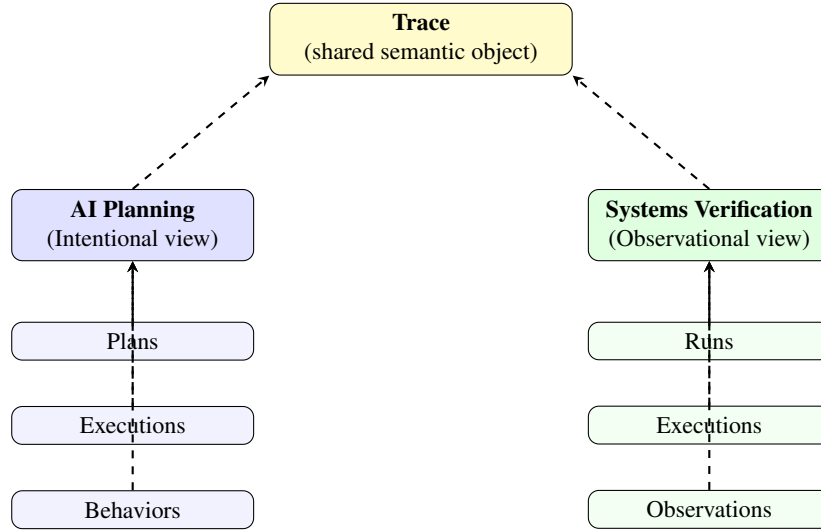 Trace
(shared semantic object)
AI Planning
(Intentional view)
Plans
Executions
Behaviors
Systems Verification
(Observational view)
Runs
Executions
Observations